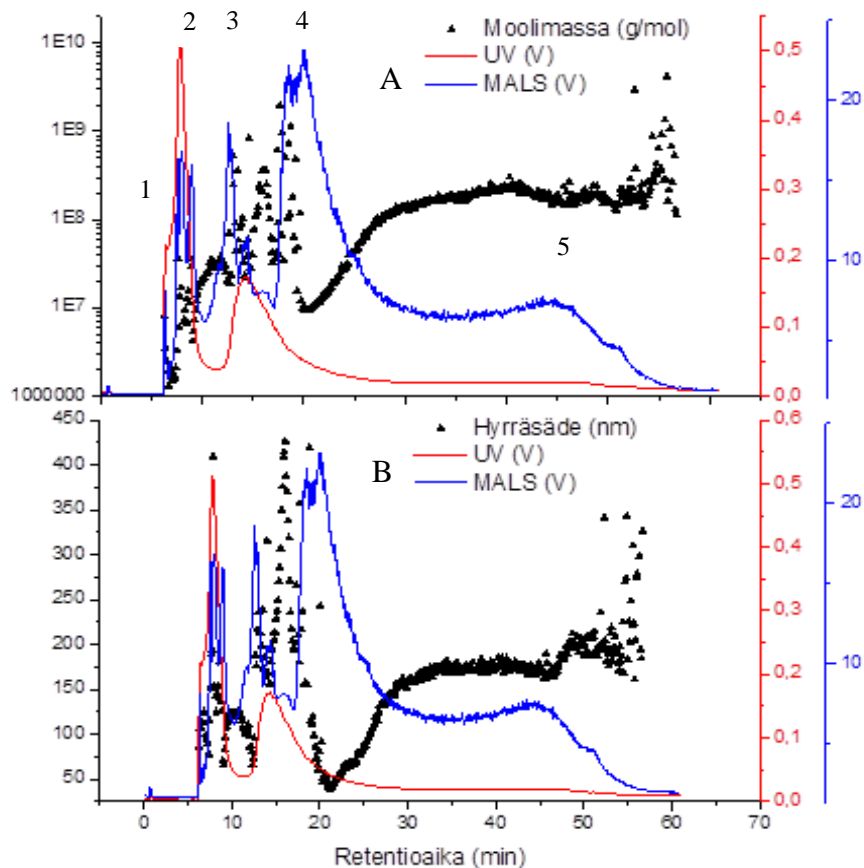 2 3 4
1E10 Moolimassa (g/mol) 0,5
UV (V)
A MALS (V) 20
1E9 0,4
1 0,3
1E8
5 0,2
10
1E7
0,1
1000000 0,0
450 Hyrräsäde (nm) 0,6
400 UV (V)
B MALS (V) 0,5
350 20
300 0,4
250 0,3
200
150 0,2
10
100 0,1
50
0,0
0 10 20 30 40 50 60 70
Retentioaika (min)